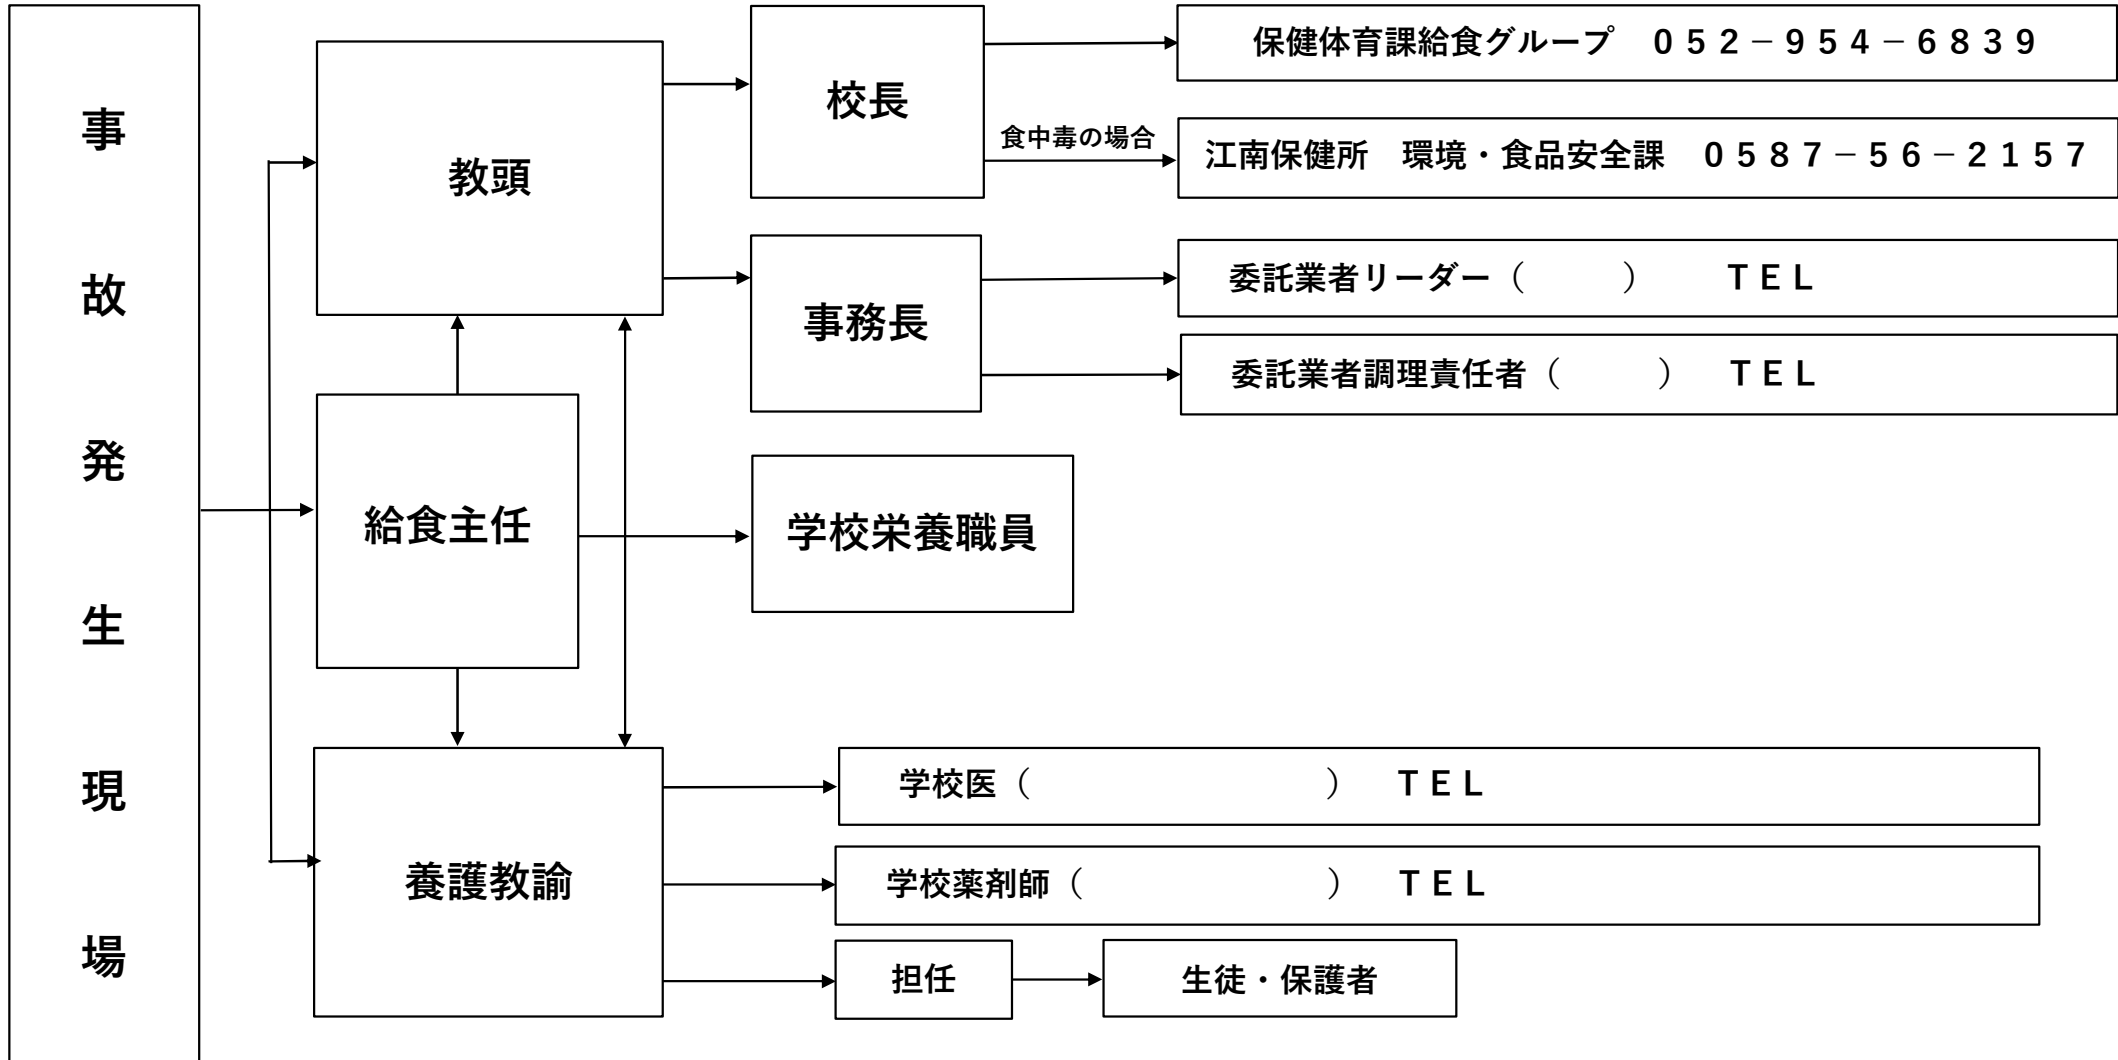 事故発生現場
教頭
校長
保健体育課給食グループ　０５２－９５４－６８３９
食中毒の場合
江南保健所　環境・食品安全課　０５８７－５６－２１５７
事務長
委託業者リーダー（　　　）　　ＴＥＬ
委託業者調理責任者（　　　）　ＴＥＬ
給食主任
学校栄養職員
養護教諭
学校医（　　　　　　　　　）　ＴＥＬ
学校薬剤師（　　　　　　　）　ＴＥＬ
担任
生徒・保護者